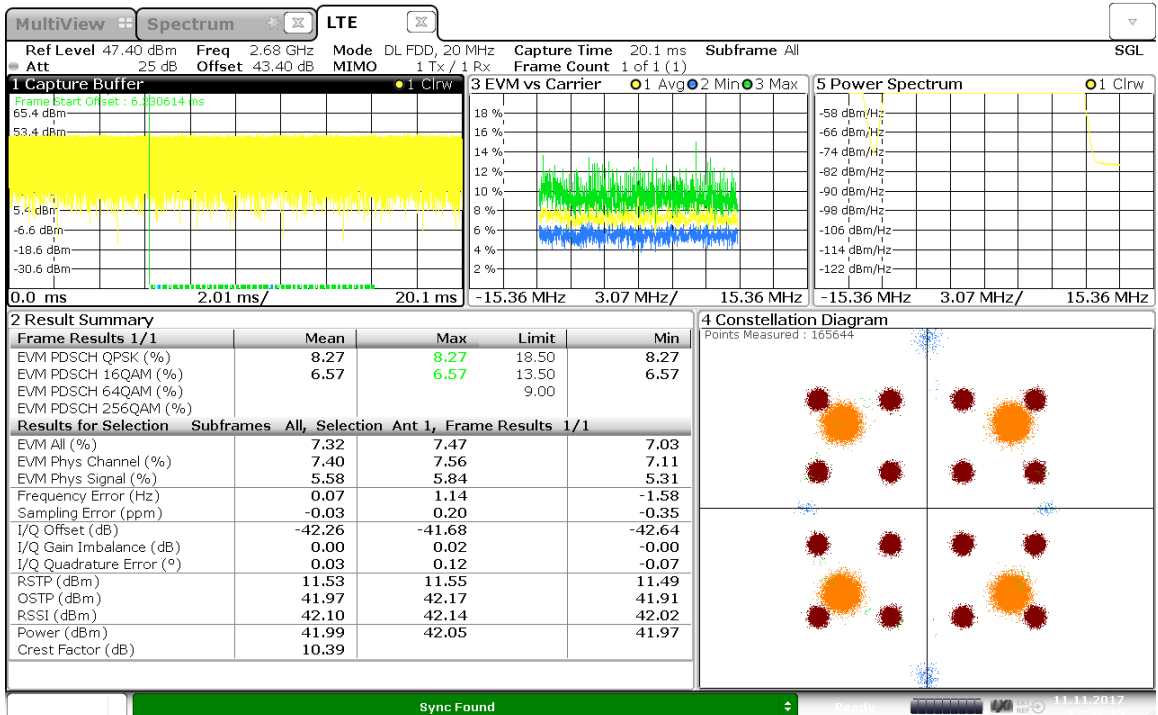 MultiView Spectrum LTE
Ref Level 47.40 dBm Freq 2.68 GHz Mode DL FDD, 20 MHz Capture Time 20.1 ms Subframe All SGL
Att 25 dB Offset 43.40 dB MIMO 1 Tx / 1 Rx Frame Count 1 of 1 (1)
1 Capture Buffer 1 Clrw
Frame Start Offset : 6.230614 ms
65.4 dBm
53.4 dBm
5.4 dBm
-6.6 dBm
-18.6 dBm
-30.6 dBm
0.0 ms 2.01 ms/ 20.1 ms
3 EVM vs Carrier 1 Avg 2 Min 3 Max
18 %
16 %
14 %
12 %
10 %
8 %
6 %
4 %
2 %
-15.36 MHz 3.07 MHz/ 15.36 MHz
5 Power Spectrum 1 Clrw
-58 dBm/Hz
-66 dBm/Hz
-74 dBm/Hz
-82 dBm/Hz
-90 dBm/Hz
-98 dBm/Hz
-106 dBm/Hz
-114 dBm/Hz
-122 dBm/Hz
-15.36 MHz 3.07 MHz/ 15.36 MHz
2 Result Summary
Frame Results 1/1 Mean Max Limit Min
EVM PDSCH QPSK (%) 8.27 8.27 18.50 8.27
EVM PDSCH 16QAM (%) 6.57 6.57 13.50 6.57
EVM PDSCH 64QAM (%) 9.00
EVM PDSCH 256QAM (%)
Results for Selection Subframes All, Selection Ant 1, Frame Results 1/1
EVM All (%) 7.32 7.47 7.03
EVM Phys Channel (%) 7.40 7.56 7.11
EVM Phys Signal (%) 5.58 5.84 5.31
Frequency Error (Hz) 0.07 1.14 -1.58
Sampling Error (ppm) -0.03 0.20 -0.35
I/Q Offset (dB) -42.26 -41.68 -42.64
I/Q Gain Imbalance (dB) 0.00 0.02 -0.00
I/Q Quadrature Error (°) 0.03 0.12 -0.07
RSTP (dBm) 11.53 11.55 11.49
OSTP (dBm) 41.97 42.17 41.91
RSSI (dBm) 42.10 42.14 42.02
Power (dBm) 41.99 42.05 41.97
Crest Factor (dB) 10.39
4 Constellation Diagram
Points Measured : 165644
Sync Found
Ready
11.11.2017